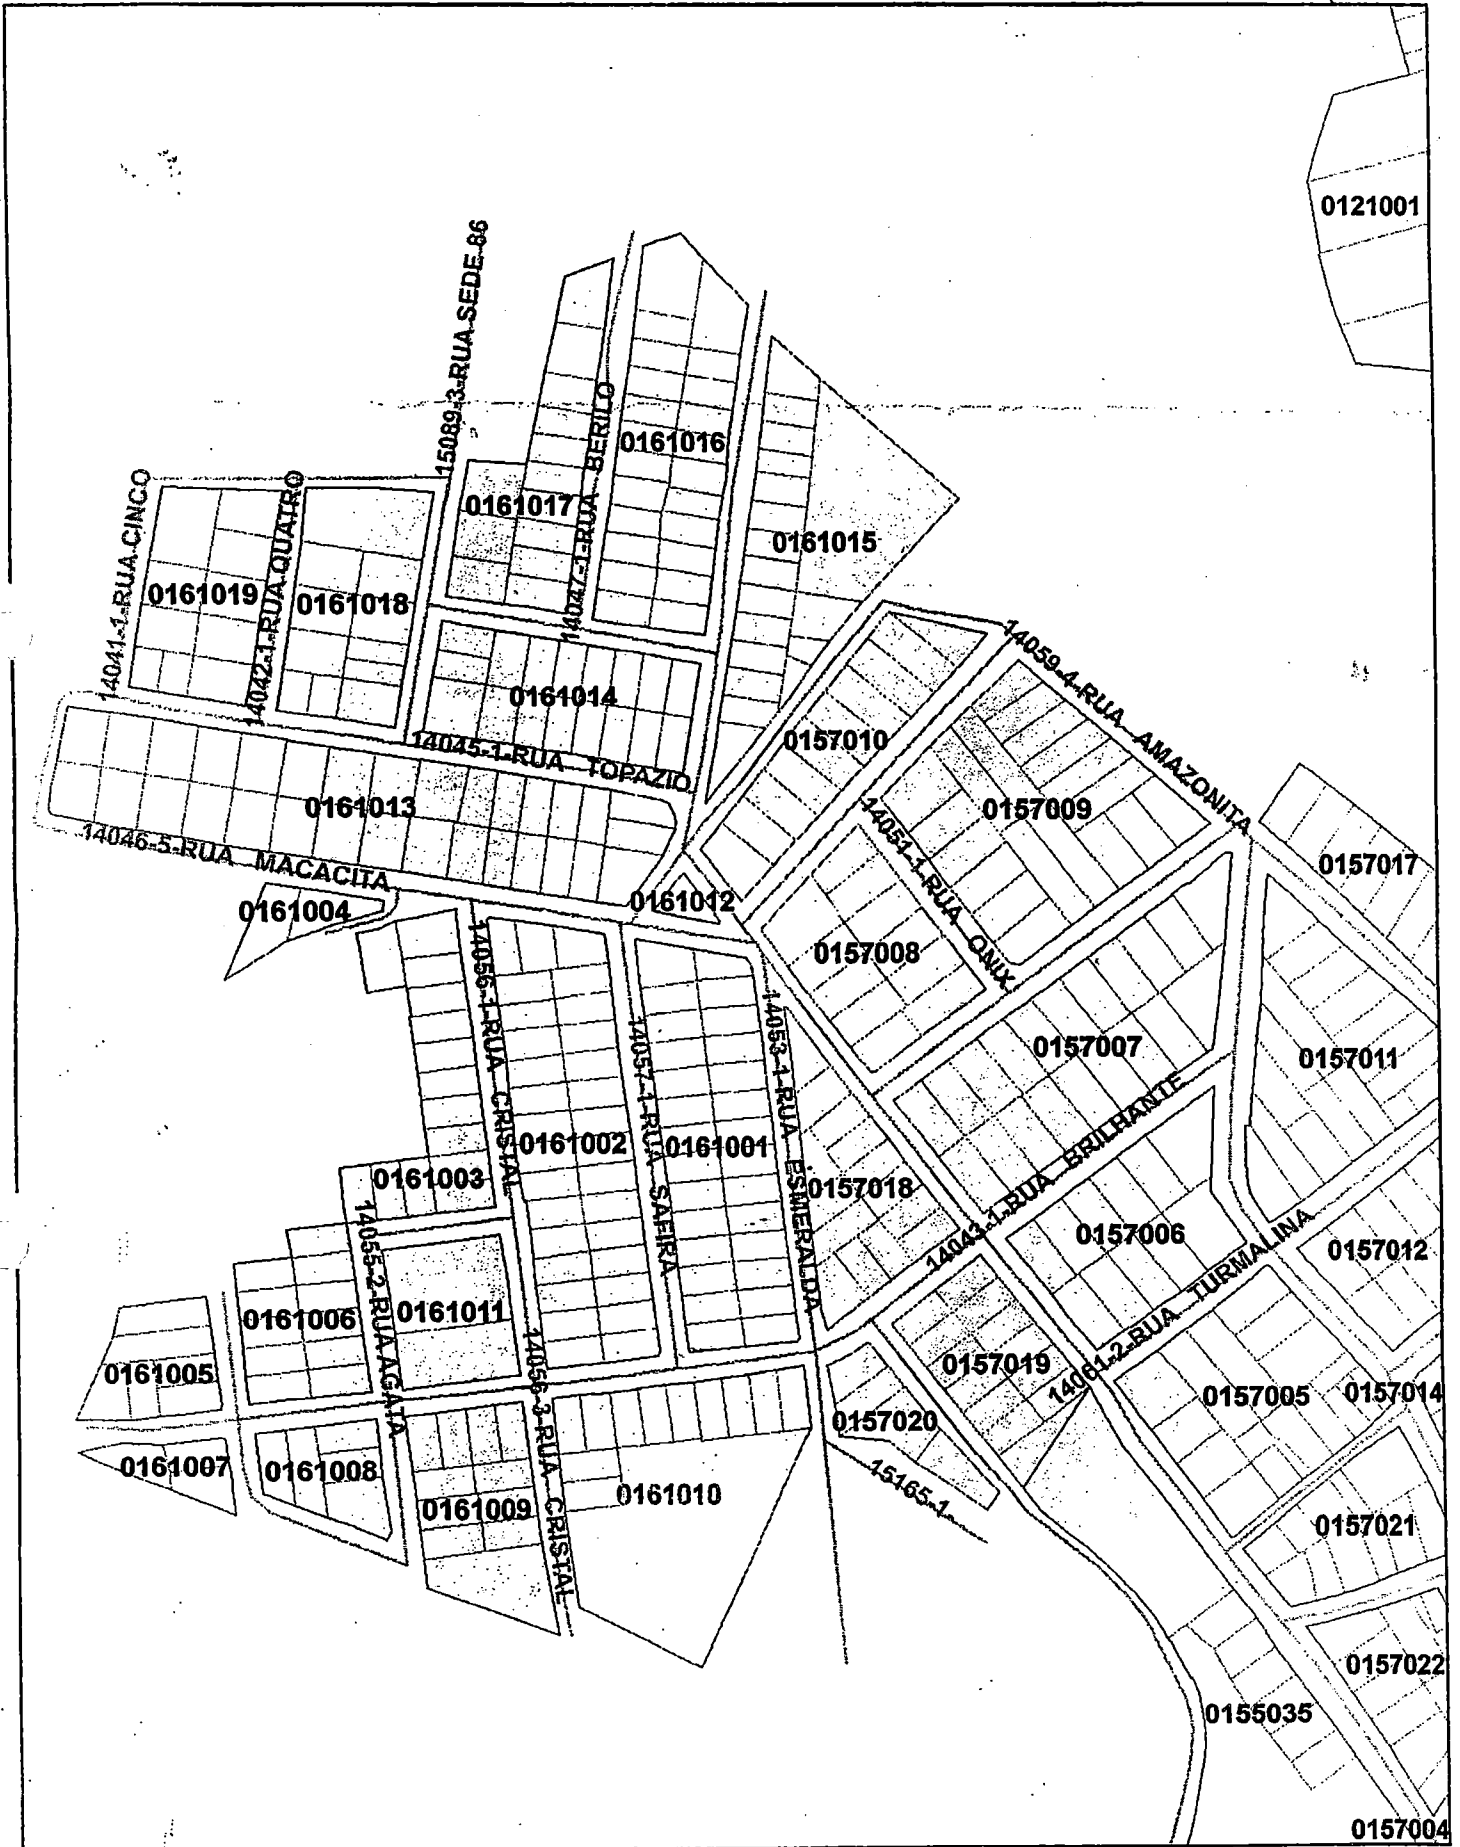 0121001
15089-3-RUA SEDE 86
0161016
14047-1-RUA BERILO
0161017
0161015
14041-1-RUA CINCO
14042-1-RUA QUATRO
0161019
0161018
14059-4-RUA AMAZONITA
0161014
0157010
14045-1-RUA TOPAZIO
0161013
0157009
14051-1-RUA ONIX
14046-5-RUA MACACITA
0157017
0161004
0161012
0157008
14056-1-RUA CRISTAL
14057-1-RUA SAFIRA
14053-1-RUA ESMERALDA
0157007
0157011
0161002
0161001
14043-1-RUA BRILHANTE
0161003
0157018
14055-2-RUA AGATA
0157006
0157012
14061-2-RUA TURMALINA
0161006
0161011
0161005
14056-3-RUA CRISTAL
0157019
0157005
0157014
0157020
0161007
0161008
15165-1
0161009
0161010
0157021
0157022
0155035
0157004